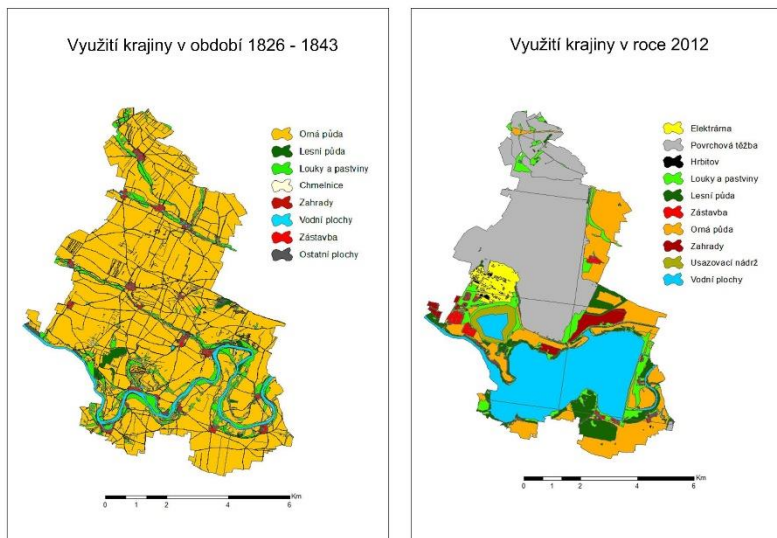 Využití krajiny v období 1826 - 1843
Orná půda
Lesní půda
Louky a pastviny
Chmelnice
Zahrady
Vodní plochy
Zástavba
Ostatní plochy
Km
0 2 4 6
Využití krajiny v roce 2012
Elektrárna
Povrchová těžba
Hrbitov
Louky a pastviny
Lesní půda
Zástavba
Orná půda
Zahrady
Usazovací nádrž
Vodní plochy
Km
0 2 4 6